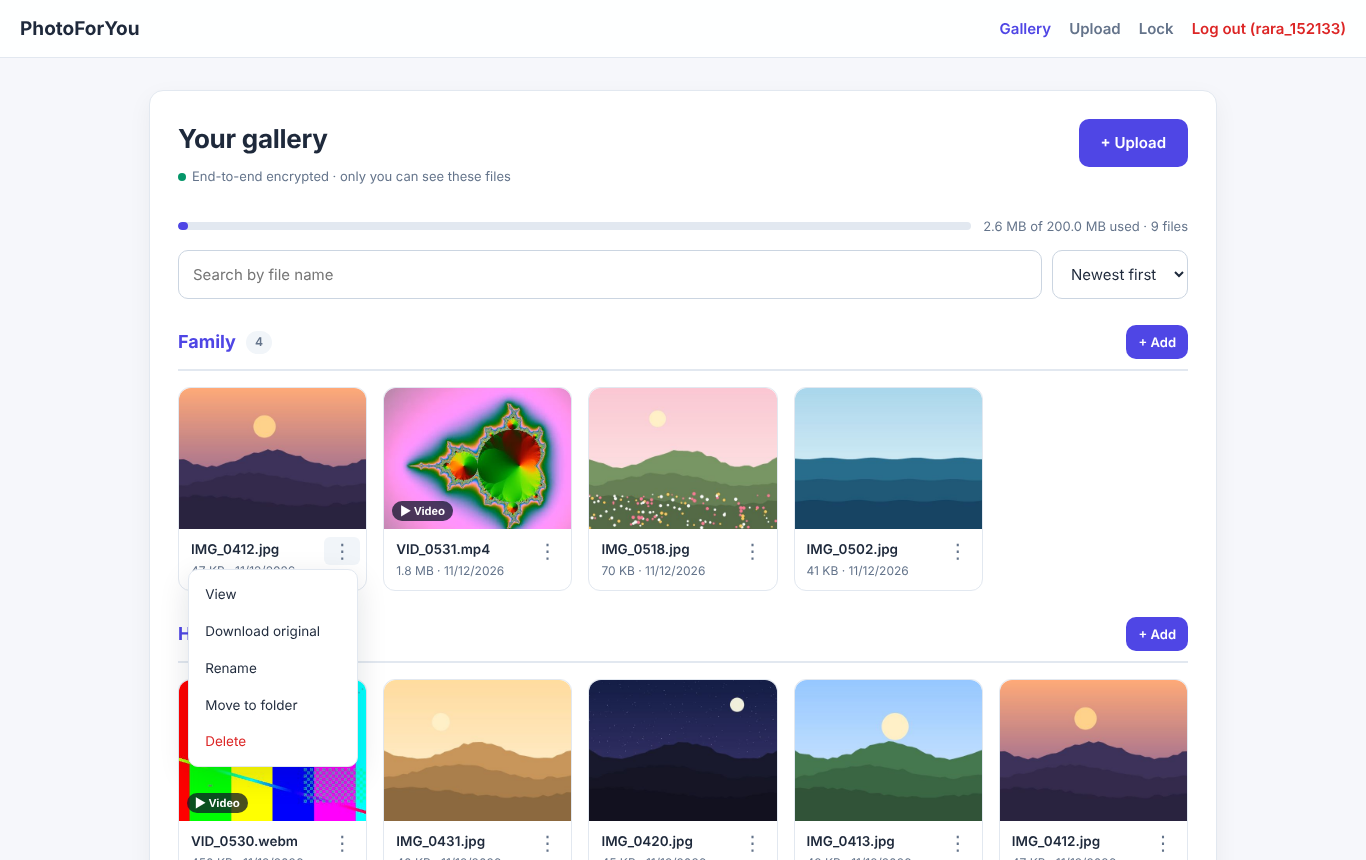 PhotoForYou
Gallery Upload Lock Log out (rara_152133)
Your gallery
+ Upload
End-to-end encrypted · only you can see these files
2.6 MB of 200.0 MB used · 9 files
Search by file name
Newest first
Family 4
+ Add
Video
IMG_0412.jpg ⋮
VID_0531.mp4 ⋮
IMG_0518.jpg ⋮
IMG_0502.jpg ⋮
1.8 MB · 11/12/2026
70 KB · 11/12/2026
41 KB · 11/12/2026
View
Download original
Rename
Move to folder
Delete
+ Add
Video
VID_0530.webm ⋮
IMG_0431.jpg ⋮
IMG_0420.jpg ⋮
IMG_0413.jpg ⋮
IMG_0412.jpg ⋮